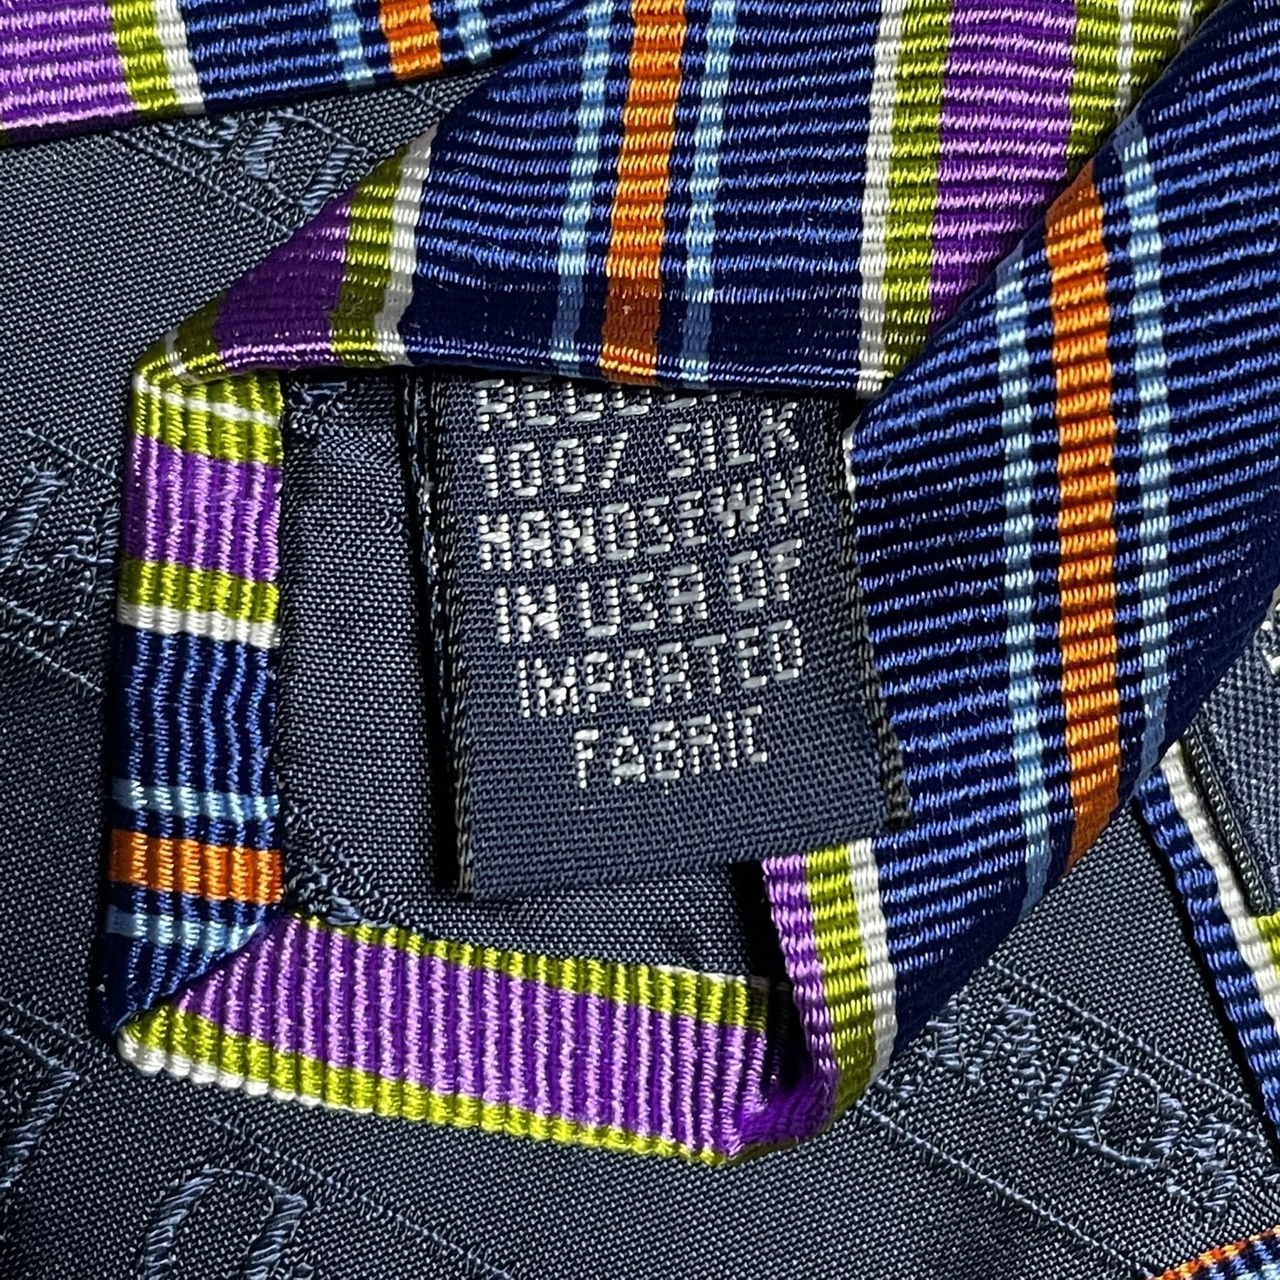 100% SILK
HANDSEWN
IN USA OF
IMPORTED
FABRIC